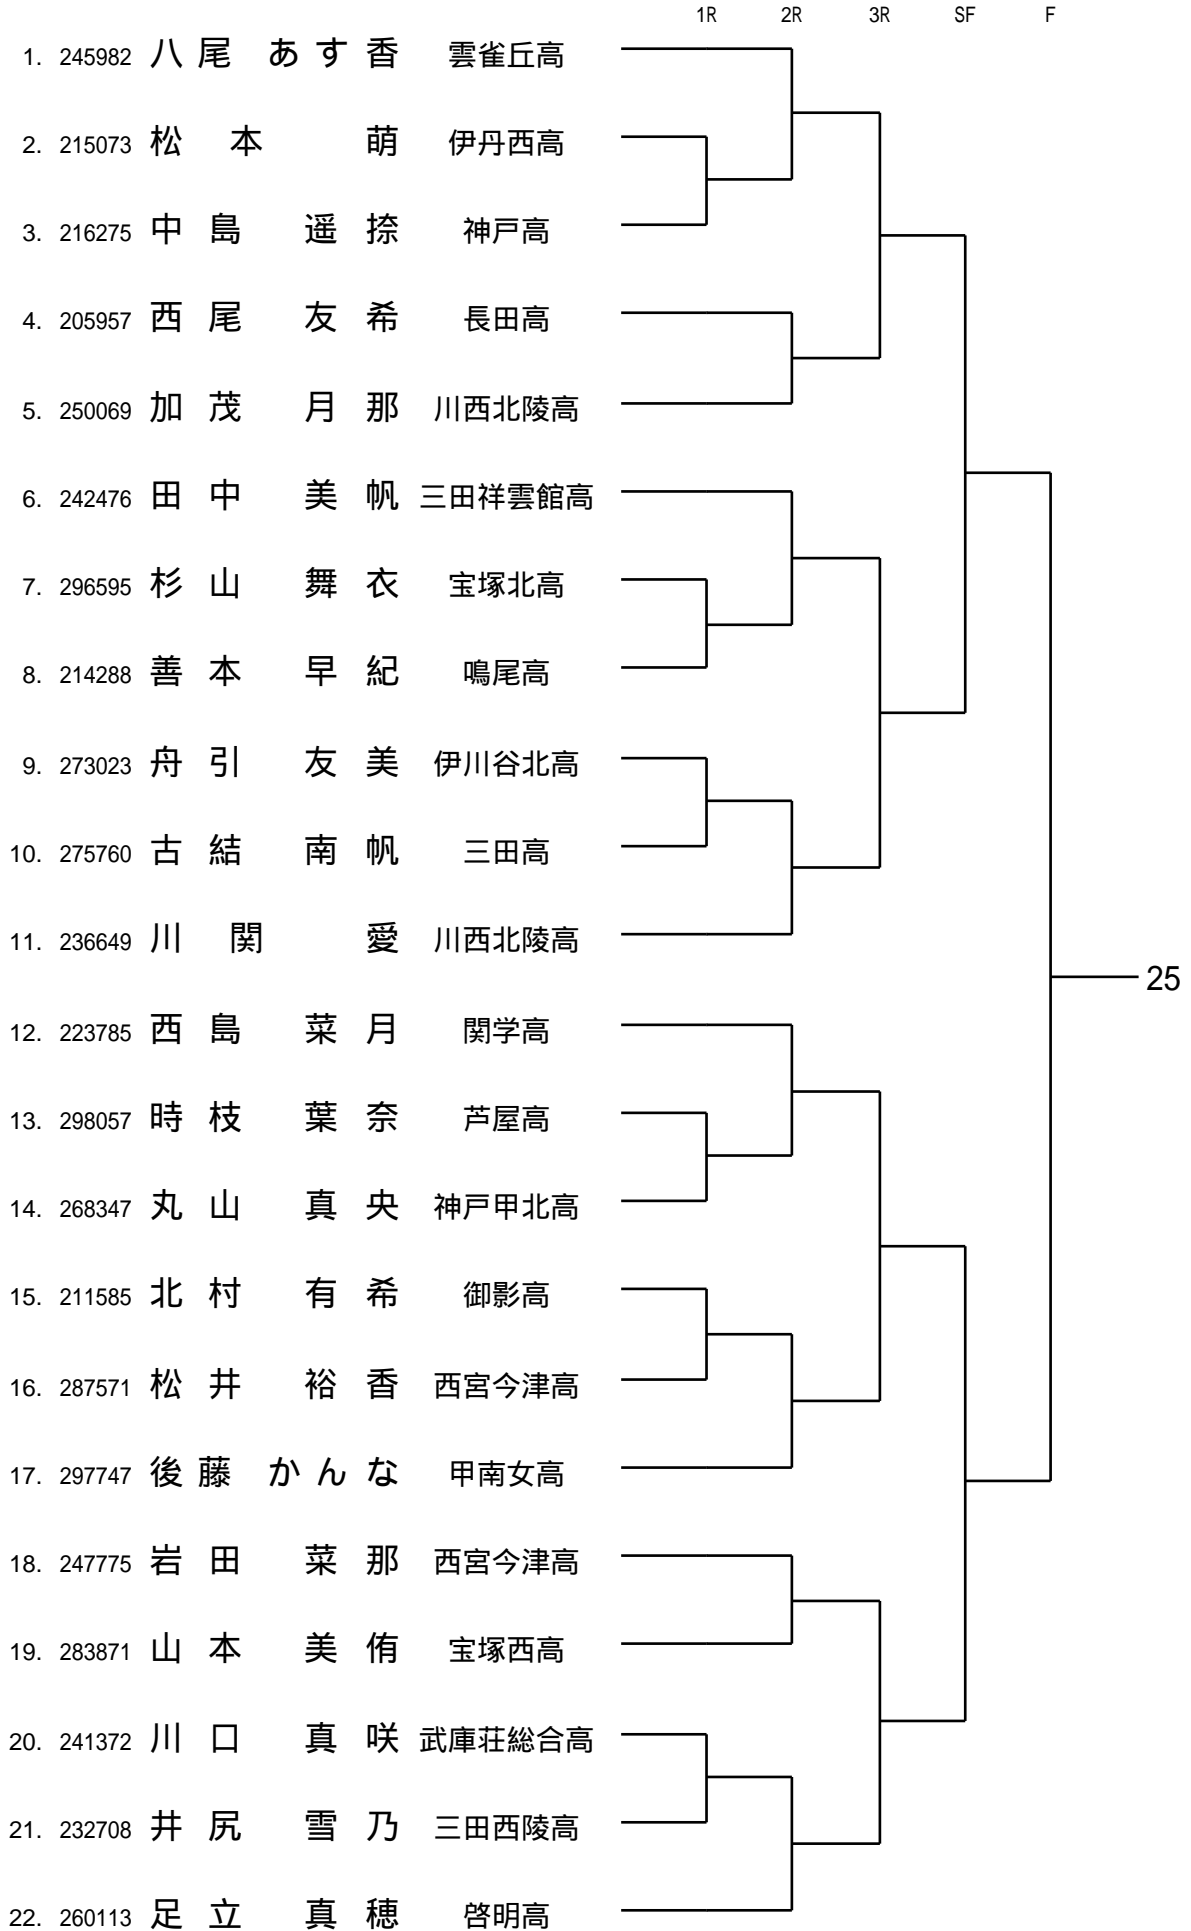 1R 2R 3R SF F
1. 245982 八尾 あす香 雲雀丘高
2. 215073 松本 萌 伊丹西高
3. 216275 中島 遥捺 神戸高
4. 205957 西尾 友希 長田高
5. 250069 加茂 月那 川西北陵高
6. 242476 田中 美帆 三田祥雲館高
7. 296595 杉山 舞衣 宝塚北高
8. 214288 善本 早紀 鳴尾高
9. 273023 舟引 友美 伊川谷北高
10. 275760 古結 南帆 三田高
11. 236649 川関 愛 川西北陵高
25
12. 223785 西島 菜月 関学高
13. 298057 時枝 葉奈 芦屋高
14. 268347 丸山 真央 神戸甲北高
15. 211585 北村 有希 御影高
16. 287571 松井 裕香 西宮今津高
17. 297747 後藤 かんな 甲南女高
18. 247775 岩田 菜那 西宮今津高
19. 283871 山本 美侑 宝塚西高
20. 241372 川口 真咲 武庫荘総合高
21. 232708 井尻 雪乃 三田西陵高
22. 260113 足立 真穂 啓明高